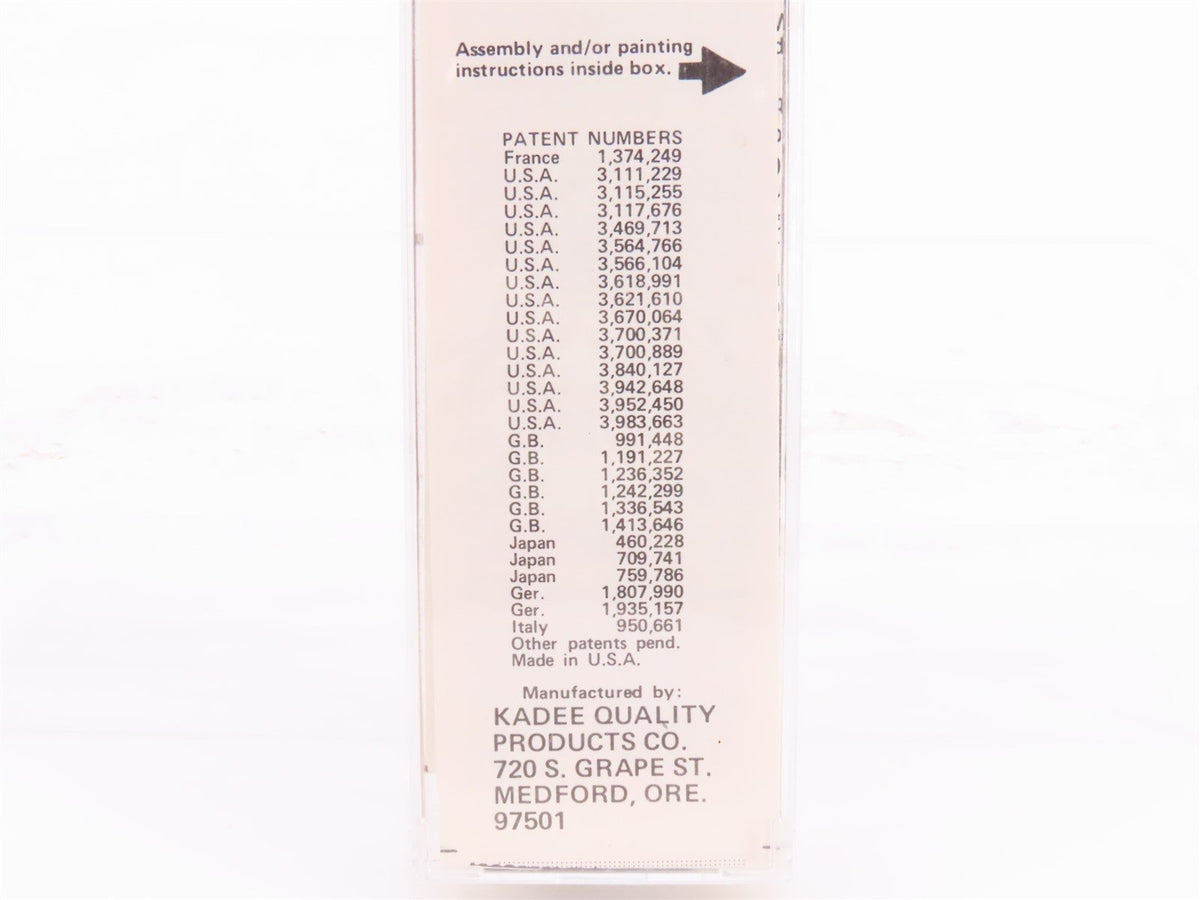 Assembly and/or painting
instructions inside box.
PATENT NUMBERS
France 1,374,249
U.S.A. 3,111,229
U.S.A. 3,115,255
U.S.A. 3,117,676
U.S.A. 3,469,713
U.S.A. 3,564,766
U.S.A. 3,566,104
U.S.A. 3,618,991
U.S.A. 3,621,610
U.S.A. 3,670,064
U.S.A. 3,700,371
U.S.A. 3,700,889
U.S.A. 3,840,127
U.S.A. 3,942,648
U.S.A. 3,952,450
U.S.A. 3,983,663
G.B. 991,448
G.B. 1,191,227
G.B. 1,236,352
G.B. 1,242,299
G.B. 1,336,543
G.B. 1,413,646
Japan 460,228
Japan 709,741
Japan 759,786
Ger. 1,807,990
Ger. 1,935,157
Italy 950,661
Other patents pend.
Made in U.S.A.
Manufactured by:
KADEE QUALITY
PRODUCTS CO.
720 S. GRAPE ST.
MEDFORD, ORE.
97501